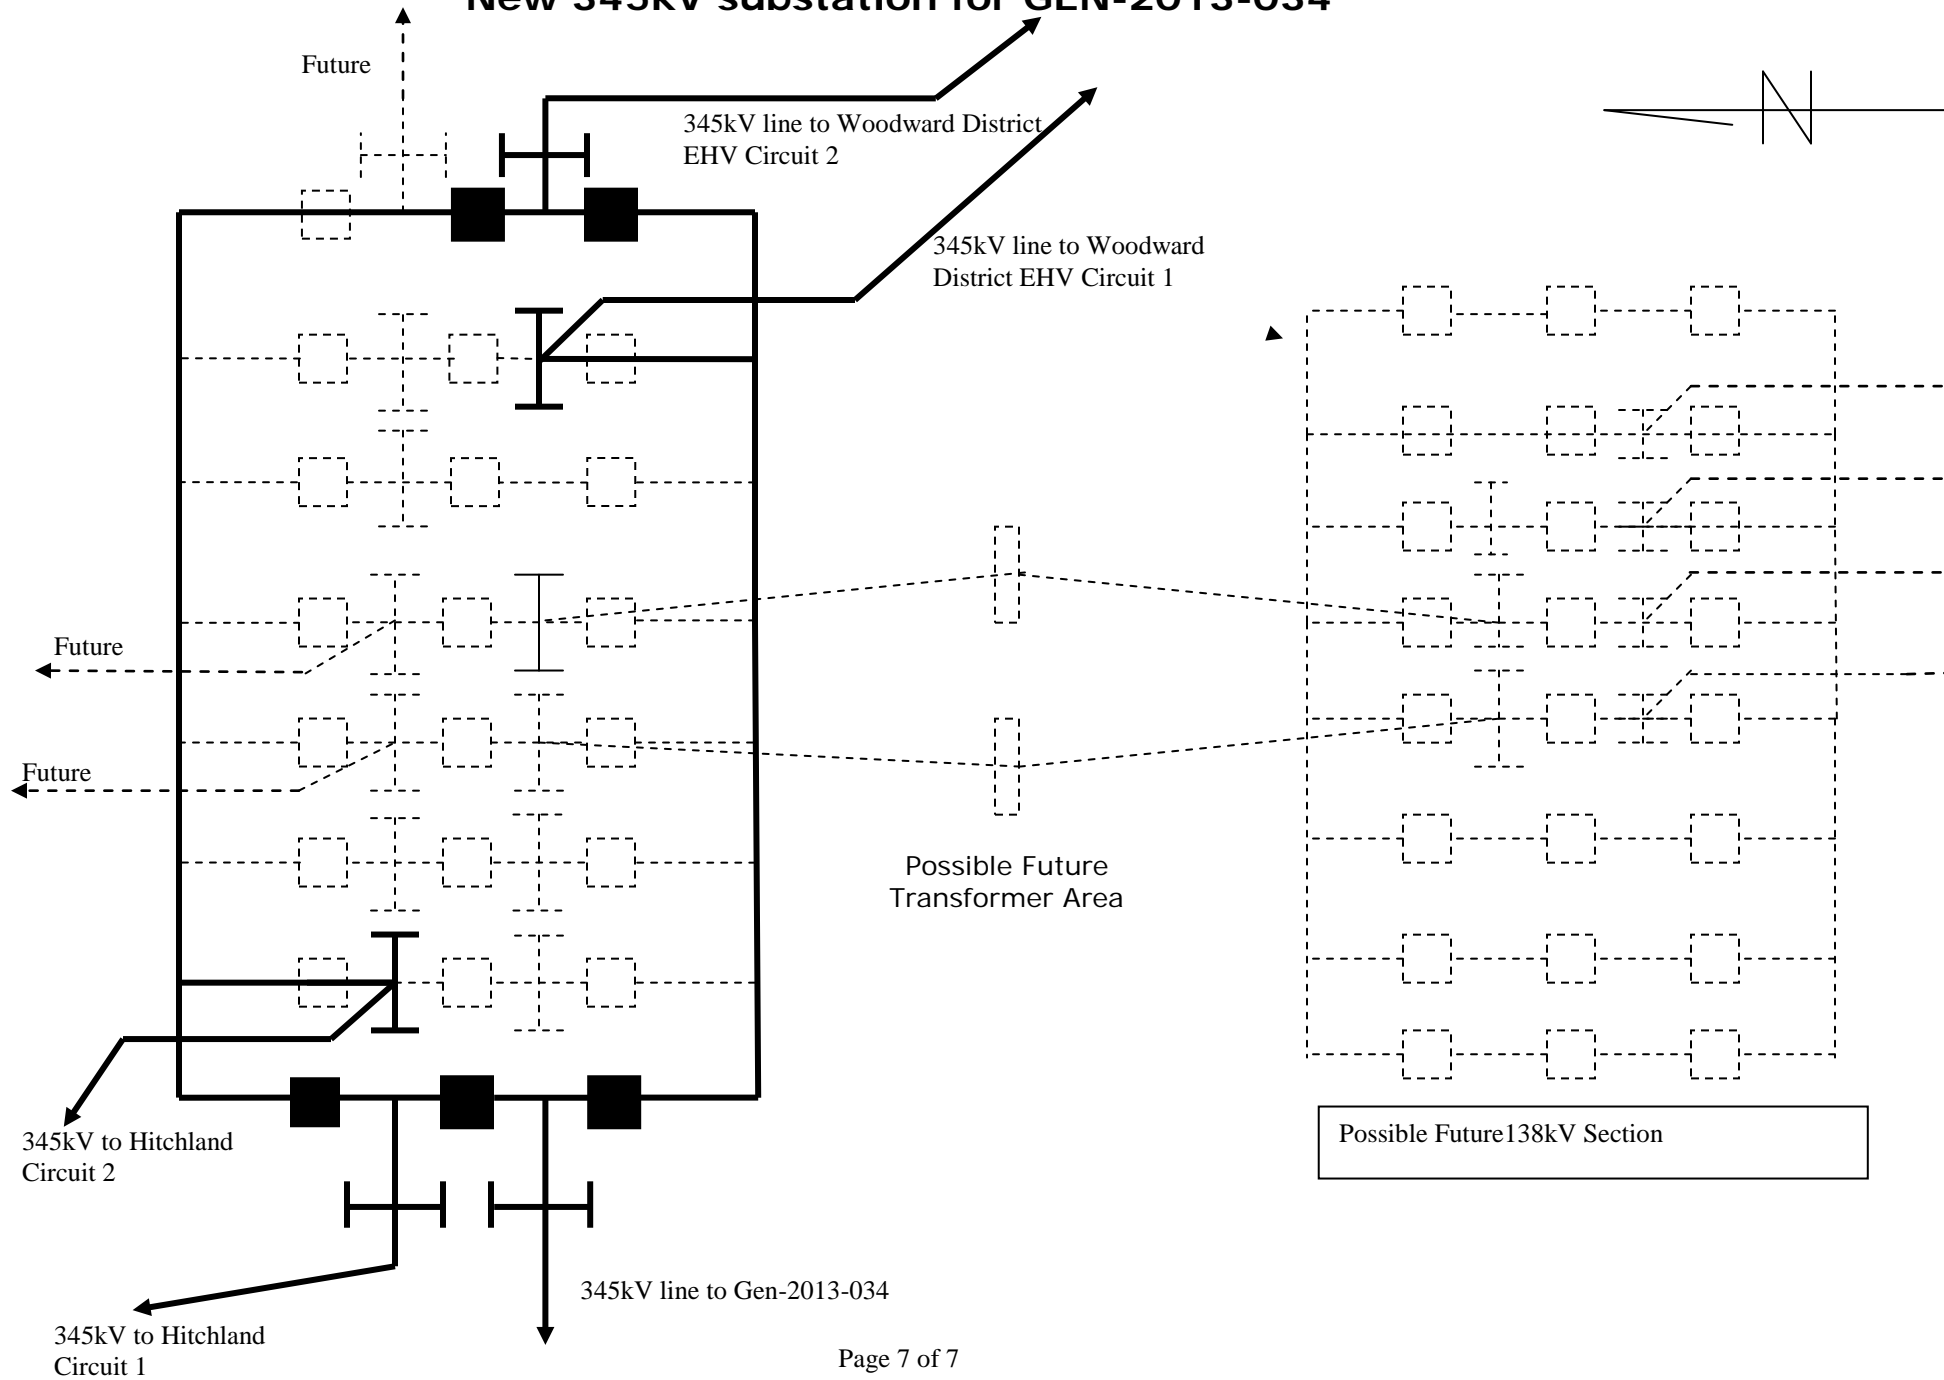 New 345kV substation for GEN-2013-034
Future
345kV line to Woodward District
EHV Circuit 2
N
345kV line to Woodward
District EHV Circuit 1
Future
Future
Possible Future
Transformer Area
345kV to Hitchland
Circuit 2
Possible Future138kV Section
345kV line to Gen-2013-034
345kV to Hitchland
Circuit 1
Page 7 of 7